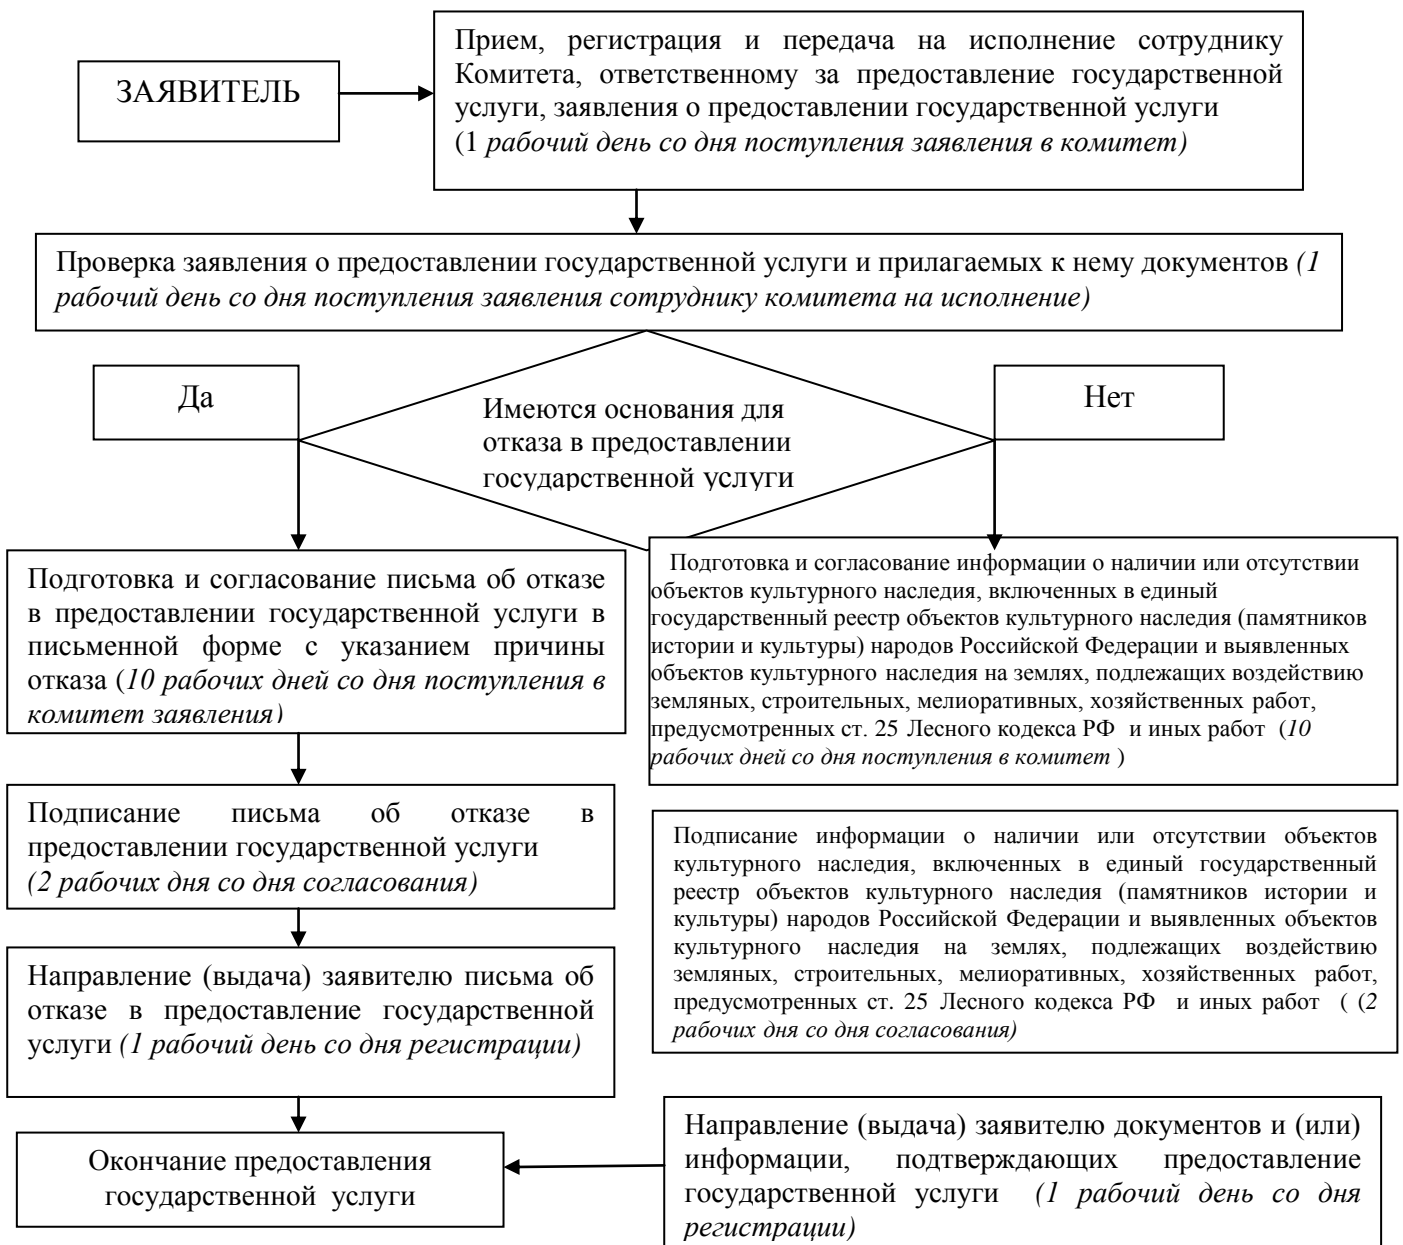 ЗАЯВИТЕЛЬ
Прием, регистрация и передача на исполнение сотруднику
Комитета, ответственному за предоставление государственной
услуги, заявления о предоставлении государственной услуги
(1 рабочий день со дня поступления заявления в комитет)
Проверка заявления о предоставлении государственной услуги и прилагаемых к нему документов (1
рабочий день со дня поступления заявления сотруднику комитета на исполнение)
Да
Имеются основания для
отказа в предоставлении
государственной услуги
Нет
Подготовка и согласование письма об отказе
в предоставлении государственной услуги в
письменной форме с указанием причины
отказа (10 рабочих дней со дня поступления в
комитет заявления)
Подготовка и согласование информации о наличии или отсутствии
объектов культурного наследия, включенных в единый
государственный реестр объектов культурного наследия (памятников
истории и культуры) народов Российской Федерации и выявленных
объектов культурного наследия на землях, подлежащих воздействию
земляных, строительных, мелиоративных, хозяйственных работ,
предусмотренных ст. 25 Лесного кодекса РФ и иных работ (10
рабочих дней со дня поступления в комитет )
Подписание письма об отказе в
предоставлении государственной услуги
(2 рабочих дня со дня согласования)
Подписание информации о наличии или отсутствии объектов
культурного наследия, включенных в единый государственный
реестр объектов культурного наследия (памятников истории и
культуры) народов Российской Федерации и выявленных объектов
культурного наследия на землях, подлежащих воздействию
земляных, строительных, мелиоративных, хозяйственных работ,
предусмотренных ст. 25 Лесного кодекса РФ и иных работ ( (2
рабочих дня со дня согласования)
Направление (выдача) заявителю письма об
отказе в предоставление государственной
услуги (1 рабочий день со дня регистрации)
Окончание предоставления
государственной услуги
Направление (выдача) заявителю документов и (или)
информации, подтверждающих предоставление
государственной услуги (1 рабочий день со дня
регистрации)